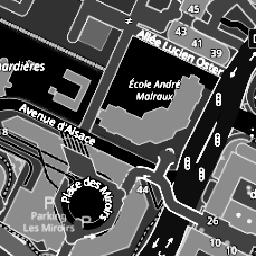 45
Allée Lucien Oster
43
41
39
École André
Malraux
Avenue d'Alsace
8
Place des Miroirs
44
P
Parking
Les Miroirs
P
26
10
10